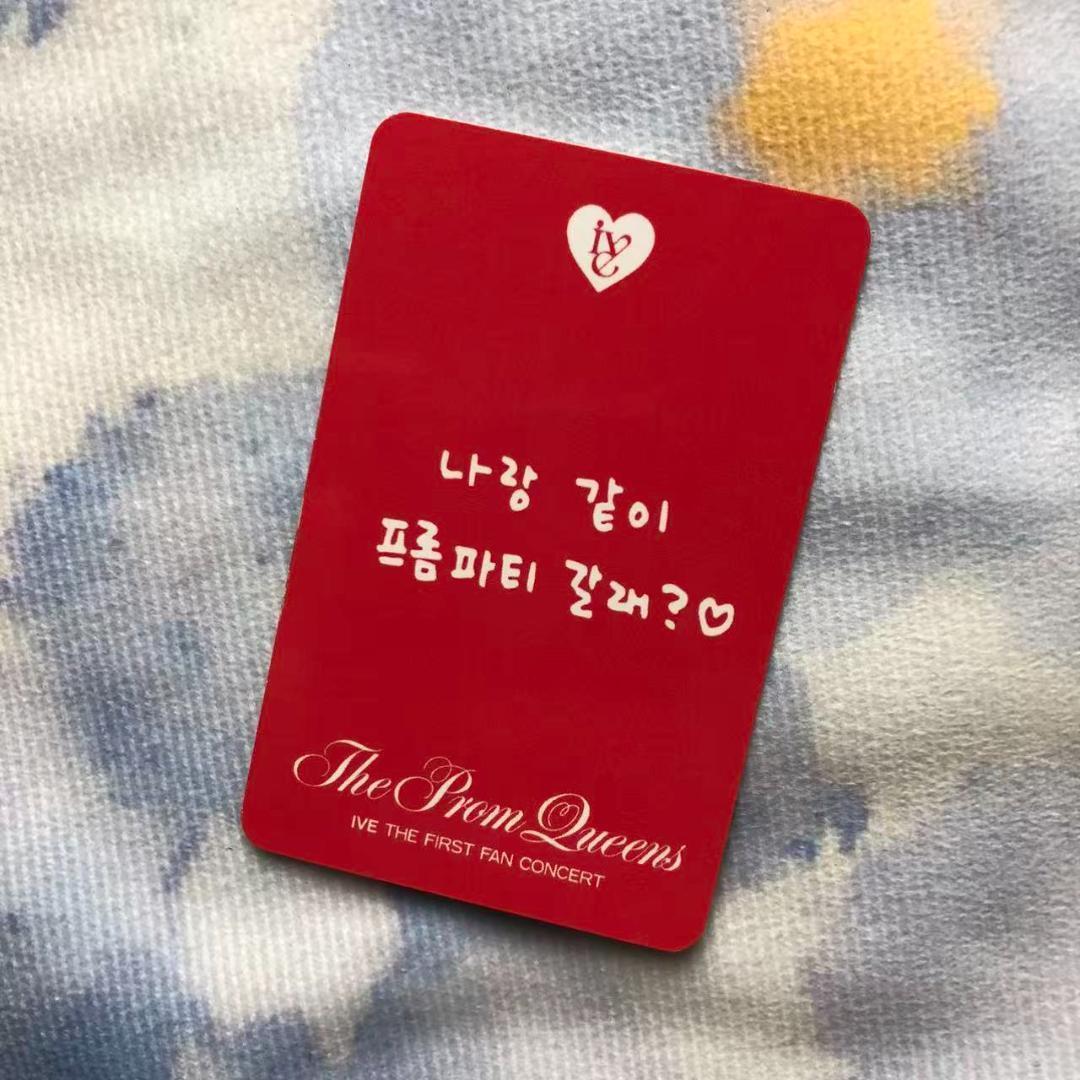 ive
나랑 같이
프롬파티 갈래?♡
The Prom Queens
IVE THE FIRST FAN CONCERT